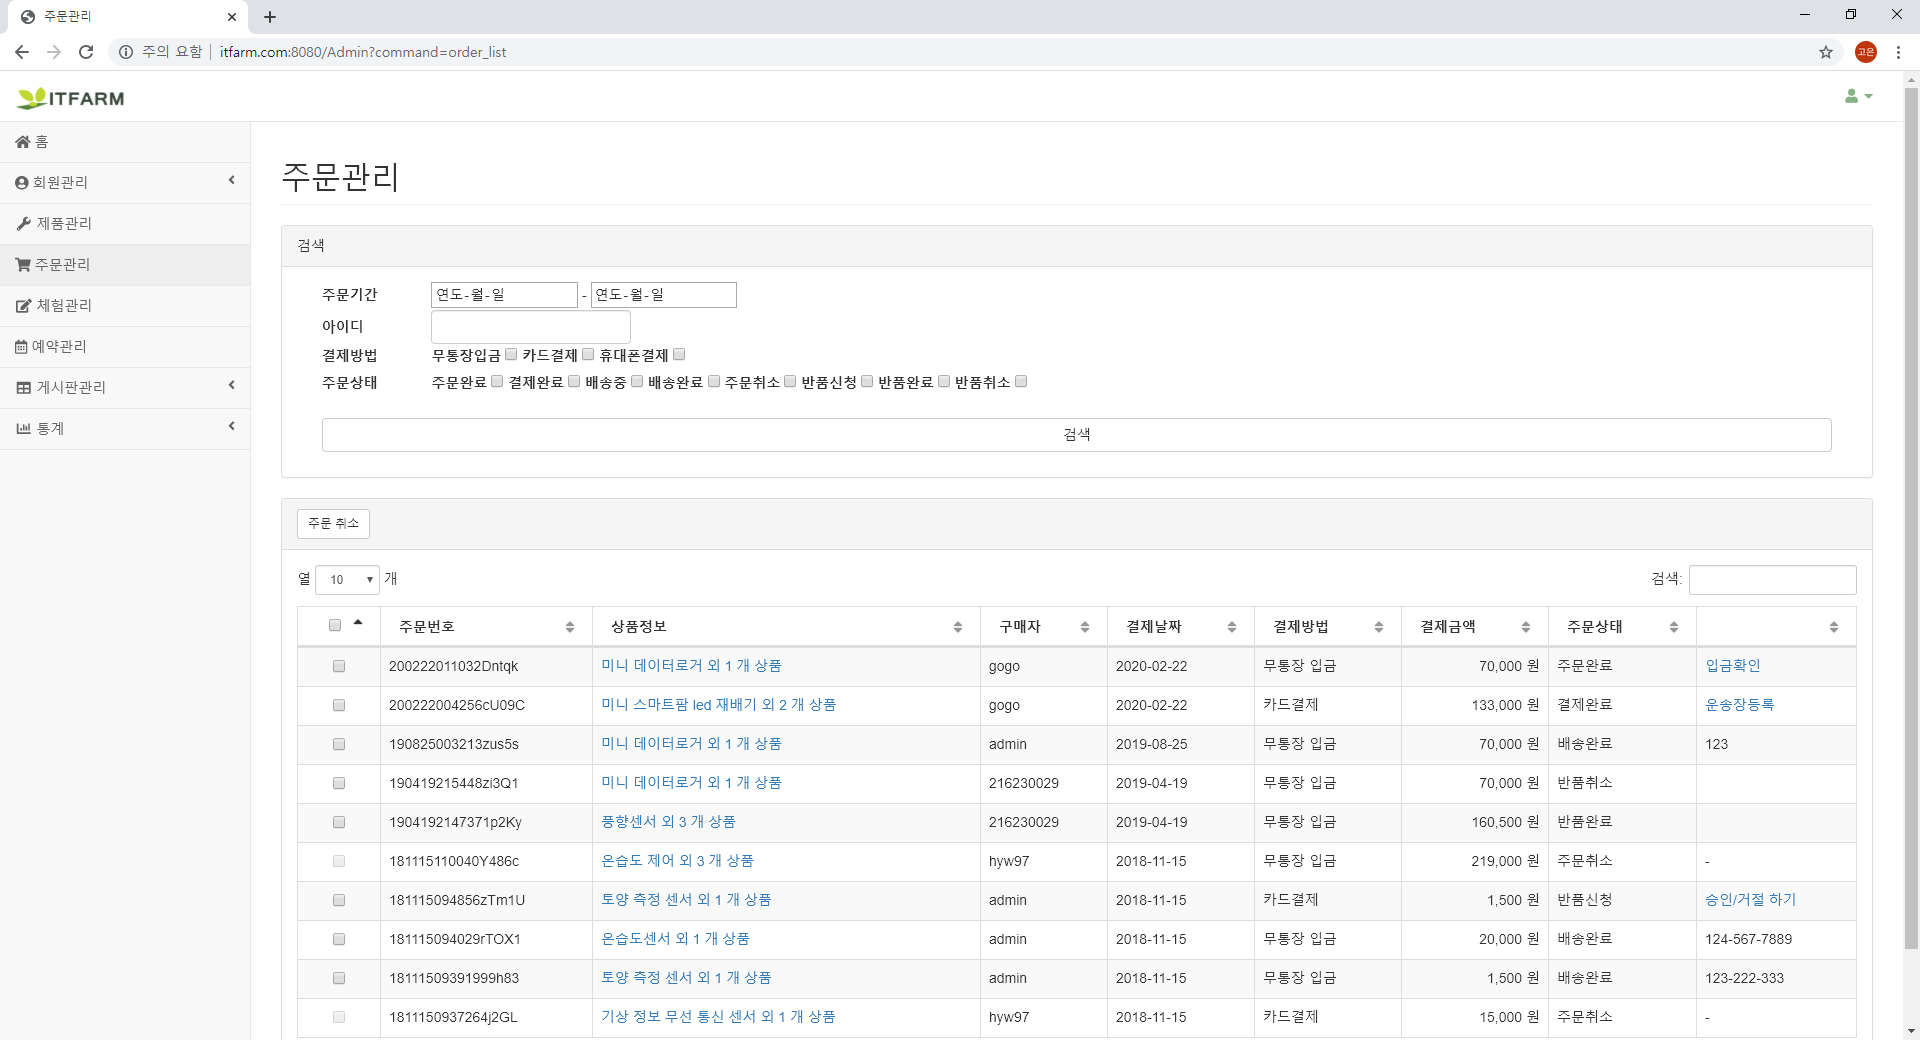 주문관리
주의 요함 itfarm.com:8080/Admin?command=order_list
고은
ITFARM
홈
회원관리
제품관리
주문관리
체험관리
예약관리
게시판관리
통계
주문관리
검색
주문기간 연도-월-일 - 연도-월-일
아이디
결제방법 무통장입금 카드결제 휴대폰결제
주문상태 주문완료 결제완료 배송중 배송완료 주문취소 반품신청 반품완료 반품취소
검색
주문 취소
열 10 개 검색:
주문번호 상품정보 구매자 결제날짜 결제방법 결제금액 주문상태
200222011032Dntqk 미니 데이터로거 외 1 개 상품 gogo 2020-02-22 무통장 입금 70,000 원 주문완료 입금확인
200222004256cU09C 미니 스마트팜 led 재배기 외 2 개 상품 gogo 2020-02-22 카드결제 133,000 원 결제완료 운송장등록
190825003213zus5s 미니 데이터로거 외 1 개 상품 admin 2019-08-25 무통장 입금 70,000 원 배송완료 123
190419215448zi3Q1 미니 데이터로거 외 1 개 상품 216230029 2019-04-19 무통장 입금 70,000 원 반품취소
1904192147371p2Ky 풍향센서 외 3 개 상품 216230029 2019-04-19 무통장 입금 160,500 원 반품완료
181115110040Y486c 온습도 제어 외 3 개 상품 hyw97 2018-11-15 무통장 입금 219,000 원 주문취소 -
181115094856zTm1U 토양 측정 센서 외 1 개 상품 admin 2018-11-15 카드결제 1,500 원 반품신청 승인/거절 하기
181115094029rTOX1 온습도센서 외 1 개 상품 admin 2018-11-15 무통장 입금 20,000 원 배송완료 124-567-7889
18111509391999h83 토양 측정 센서 외 1 개 상품 admin 2018-11-15 무통장 입금 1,500 원 배송완료 123-222-333
1811150937264j2GL 기상 정보 무선 통신 센서 외 1 개 상품 hyw97 2018-11-15 카드결제 15,000 원 주문취소 -